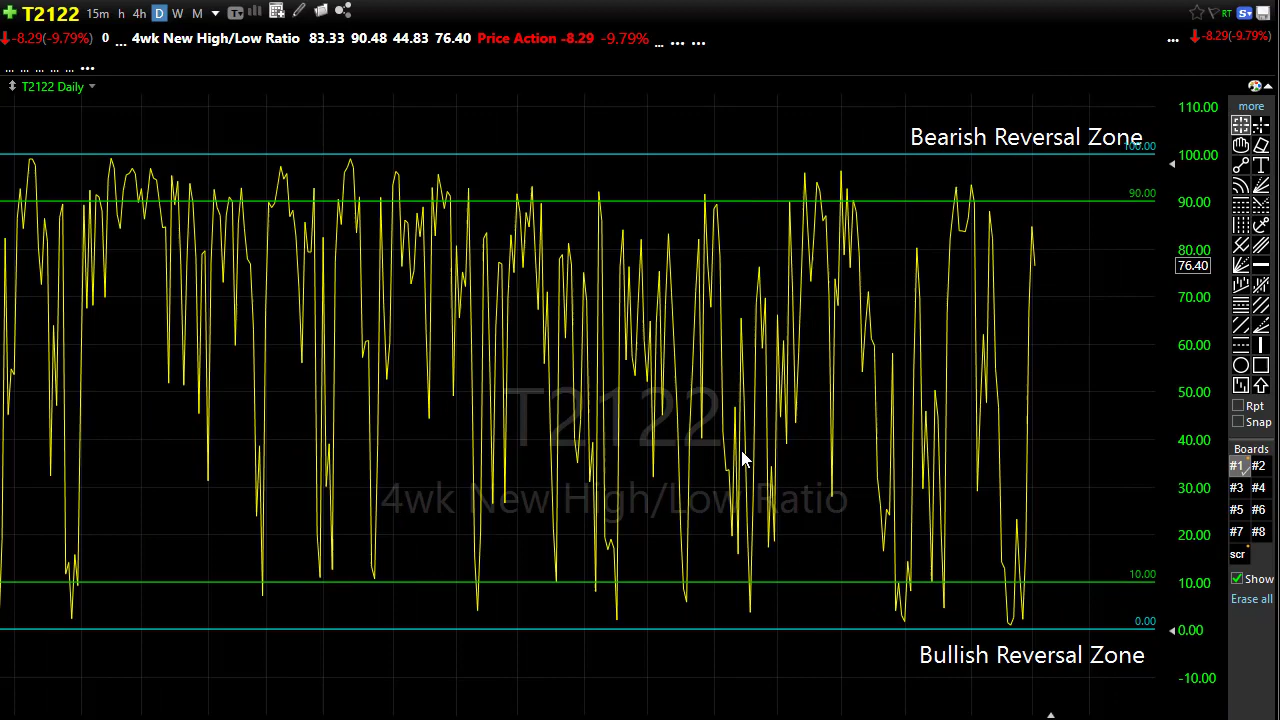 T2122 15m h 4h D W M T RT S
-8.29(-9.79%) 0 ... 4wk New High/Low Ratio 83.33 90.48 44.83 76.40 Price Action -8.29 -9.79% ... ... ... ... -8.29(-9.79%)
... ... ... ... ... ...
T2122 Daily
more
110.00
Bearish Reversal Zone
100.00
100.00
90.00
90.00
80.00
76.40
70.00
60.00
50.00
T2122
40.00
4wk New High/Low Ratio
30.00
20.00
10.00
10.00
0.00
0.00
Bullish Reversal Zone
-10.00
T
Rpt
Snap
Boards
#1 #2
#3 #4
#5 #6
#7 #8
scr
Show
Erase all